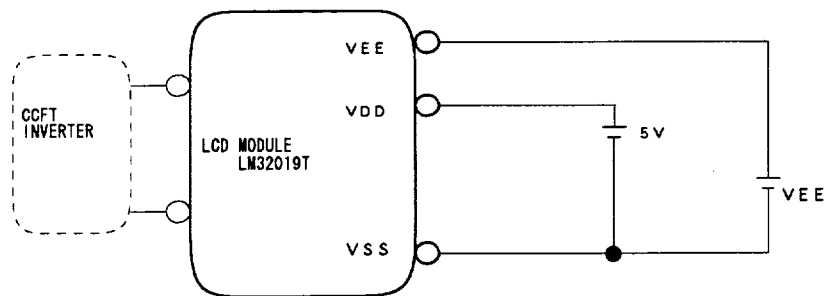 CCFT
INVERTER
LCD MODULE
LM32019T
VEE
VDD
VSS
5V
VEE